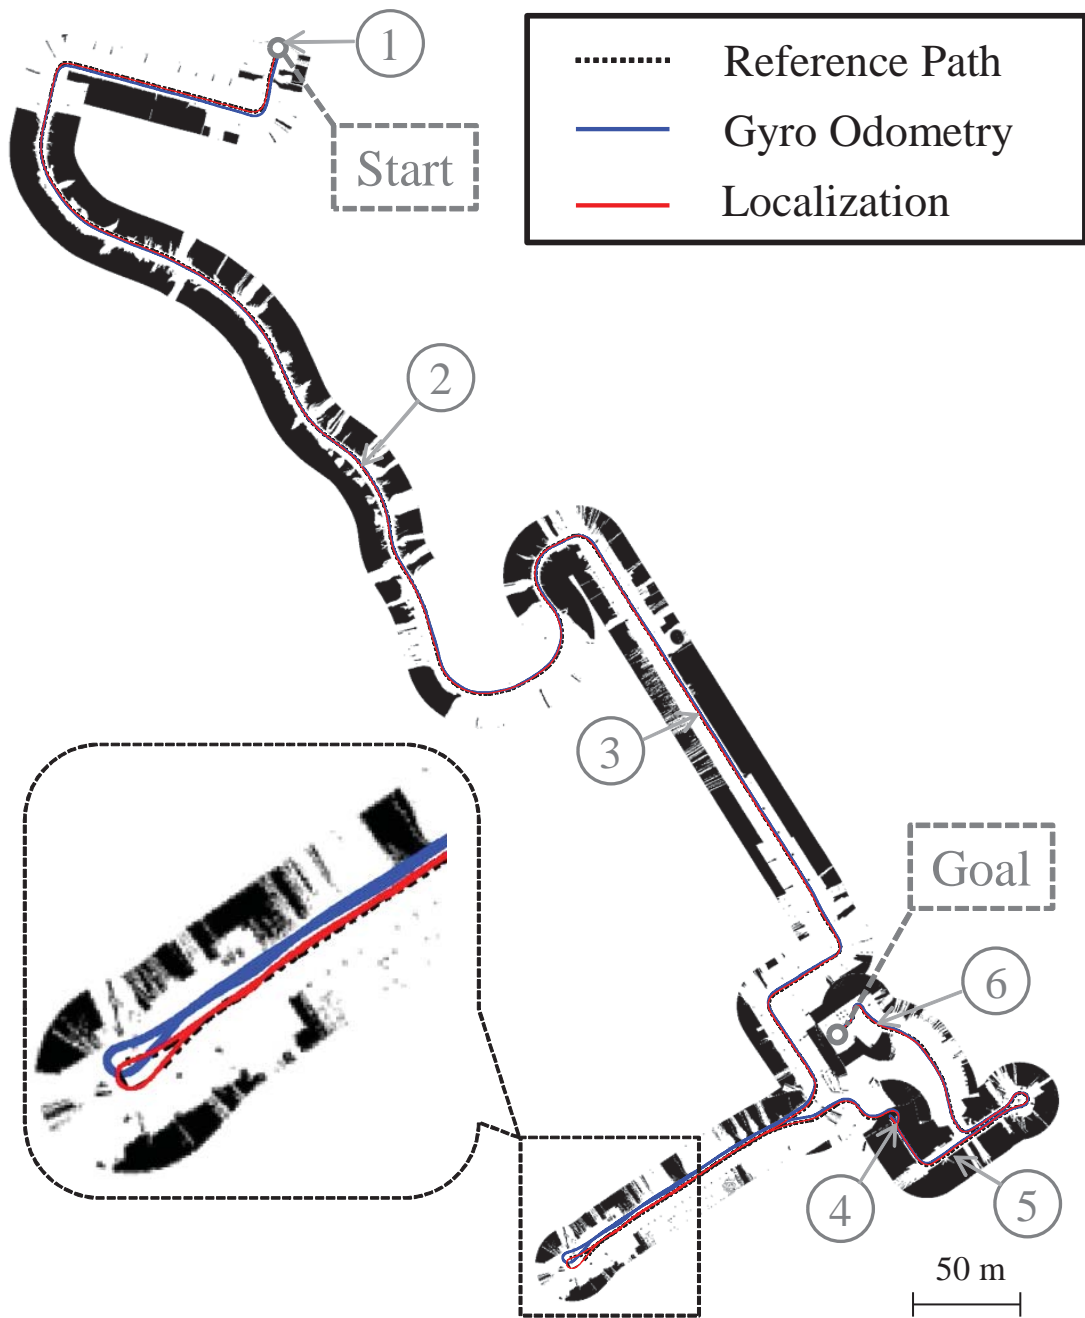 1
Start
Reference Path
Gyro Odometry
Localization
2
3
Goal
6
4
5
50 m